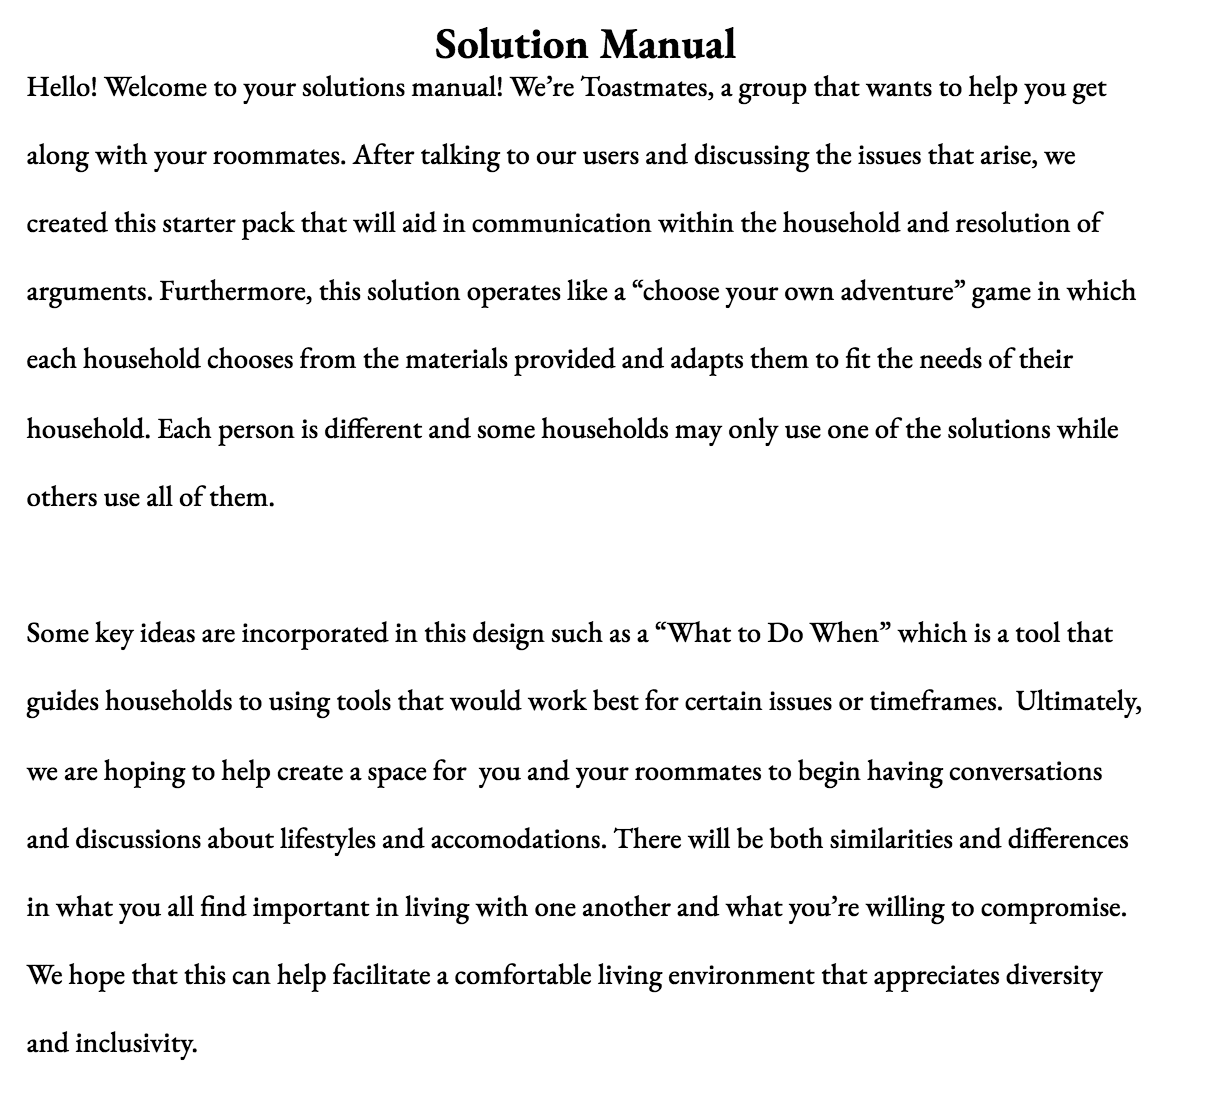 Solution Manual
Hello! Welcome to your solutions manual! We’re Toastmates, a group that wants to help you get
along with your roommates. After talking to our users and discussing the issues that arise, we
created this starter pack that will aid in communication within the household and resolution of
arguments. Furthermore, this solution operates like a “choose your own adventure” game in which
each household chooses from the materials provided and adapts them to fit the needs of their
household. Each person is different and some households may only use one of the solutions while
others use all of them.
Some key ideas are incorporated in this design such as a “What to Do When” which is a tool that
guides households to using tools that would work best for certain issues or timeframes.  Ultimately,
we are hoping to help create a space for  you and your roommates to begin having conversations
and discussions about lifestyles and accomodations. There will be both similarities and differences
in what you all find important in living with one another and what you’re willing to compromise.
We hope that this can help facilitate a comfortable living environment that appreciates diversity
and inclusivity.